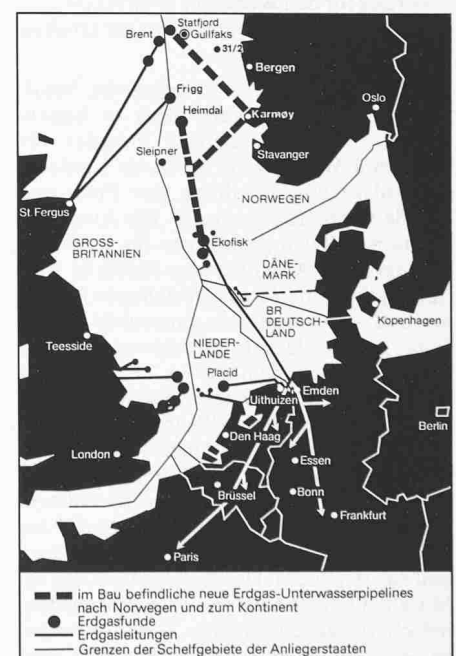 Statfjord
Brent
Gullfaks
31/2
Bergen
Frigg
Oslo
Heimdal
Karmøy
Sleipner
Stavanger
NORWEGEN
St. Fergus
Ekofisk
GROSS-
BRITANNIEN
DÄNE-
MARK
BR
DEUTSCH-
LAND
Kopenhagen
Teesside
NIEDER-
LANDE
Placid
Emden
Uithuizen
Berlin
Den Haag
London
Essen
Brüssel
Bonn
Frankfurt
Paris
im Bau befindliche neue Erdgas-Unterwasserpipelines
nach Norwegen und zum Kontinent
Erdgasfunde
Erdgasleitungen
Grenzen der Schelfgebiete der Anliegerstaaten